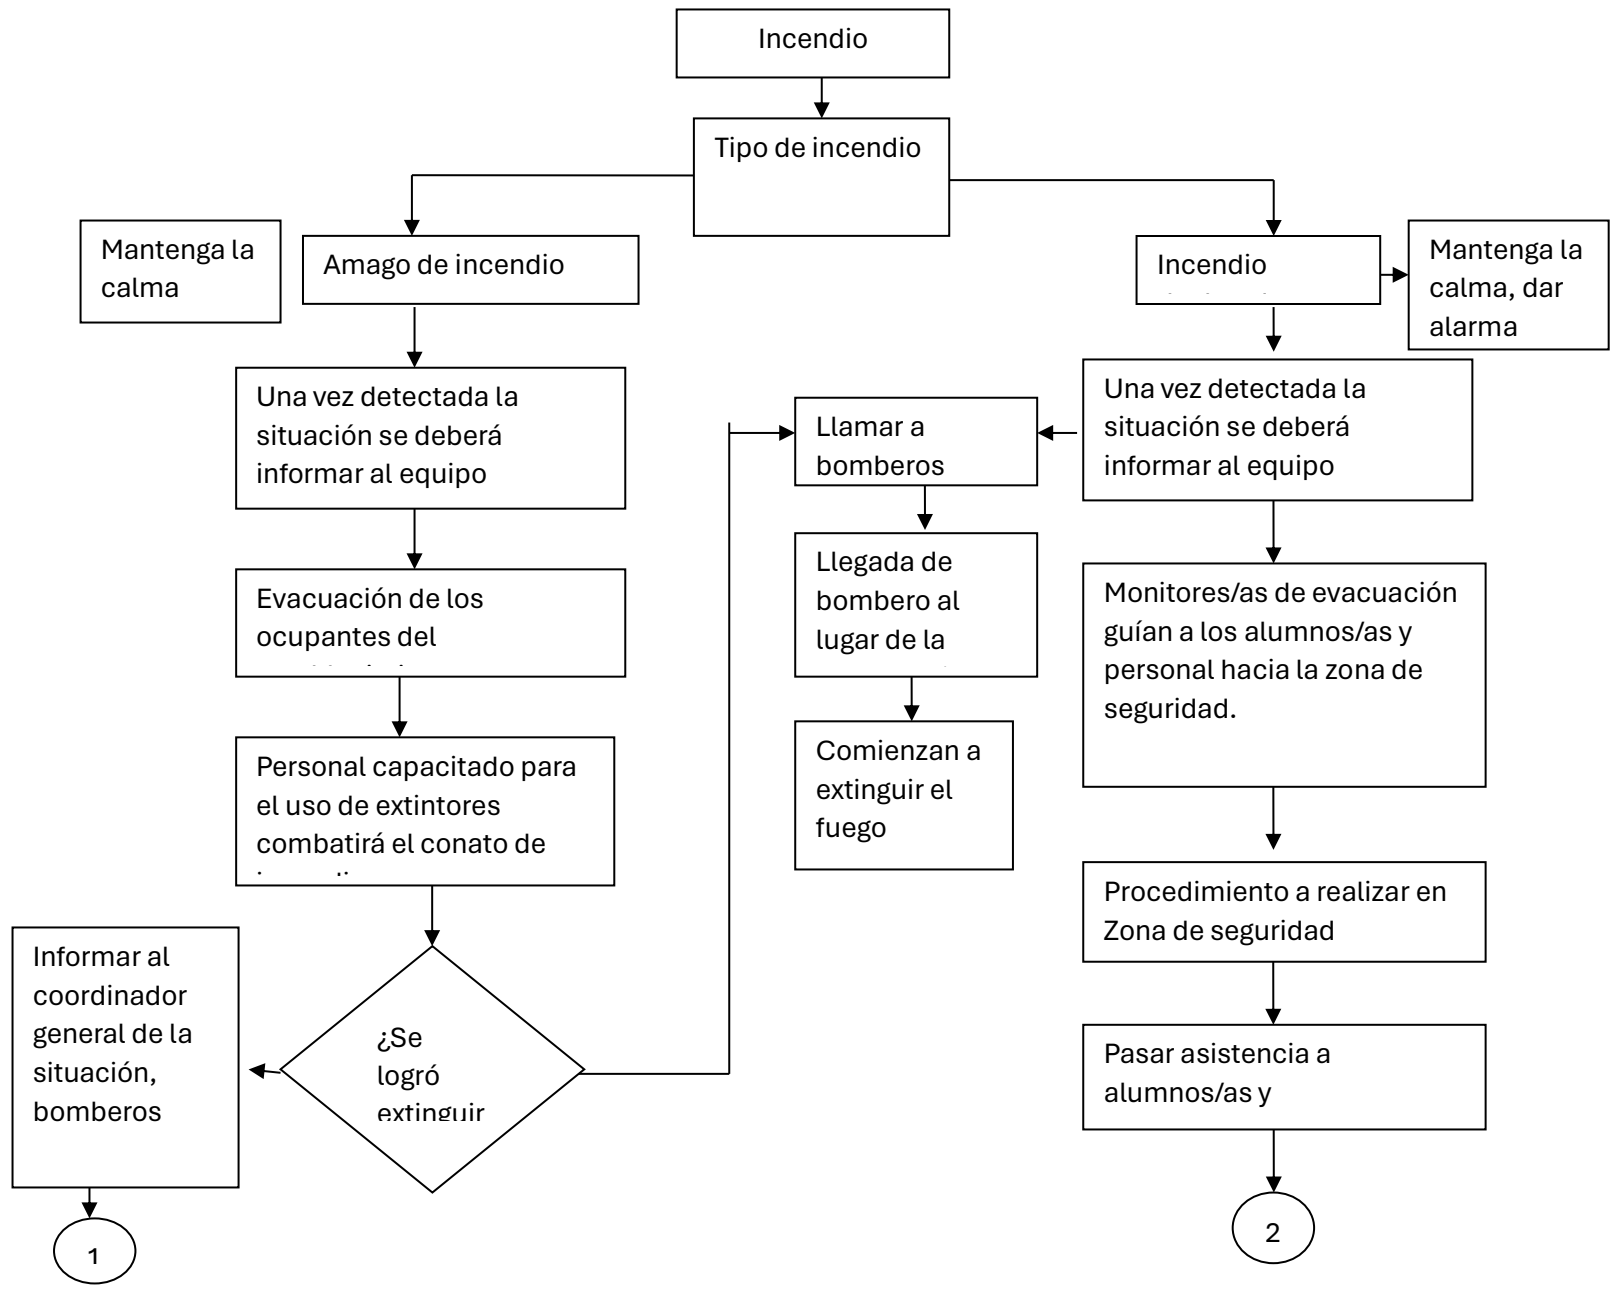 Incendio
Tipo de incendio
Mantenga la
calma
Amago de incendio
Incendio
Mantenga la
calma, dar
alarma
Una vez detectada la
situación se deberá
informar al equipo
Llamar a
bomberos
Una vez detectada la
situación se deberá
informar al equipo
Evacuación de los
ocupantes del
Llegada de
bombero al
lugar de la
Monitores/as de evacuación
guían a los alumnos/as y
personal hacia la zona de
seguridad.
Personal capacitado para
el uso de extintores
combatirá el conato de
Comienzan a
extinguir el
fuego
Procedimiento a realizar en
Zona de seguridad
Informar al
coordinador
general de la
situación,
bomberos
¿Se
logró
extinguir
Pasar asistencia a
alumnos/as y
1
2